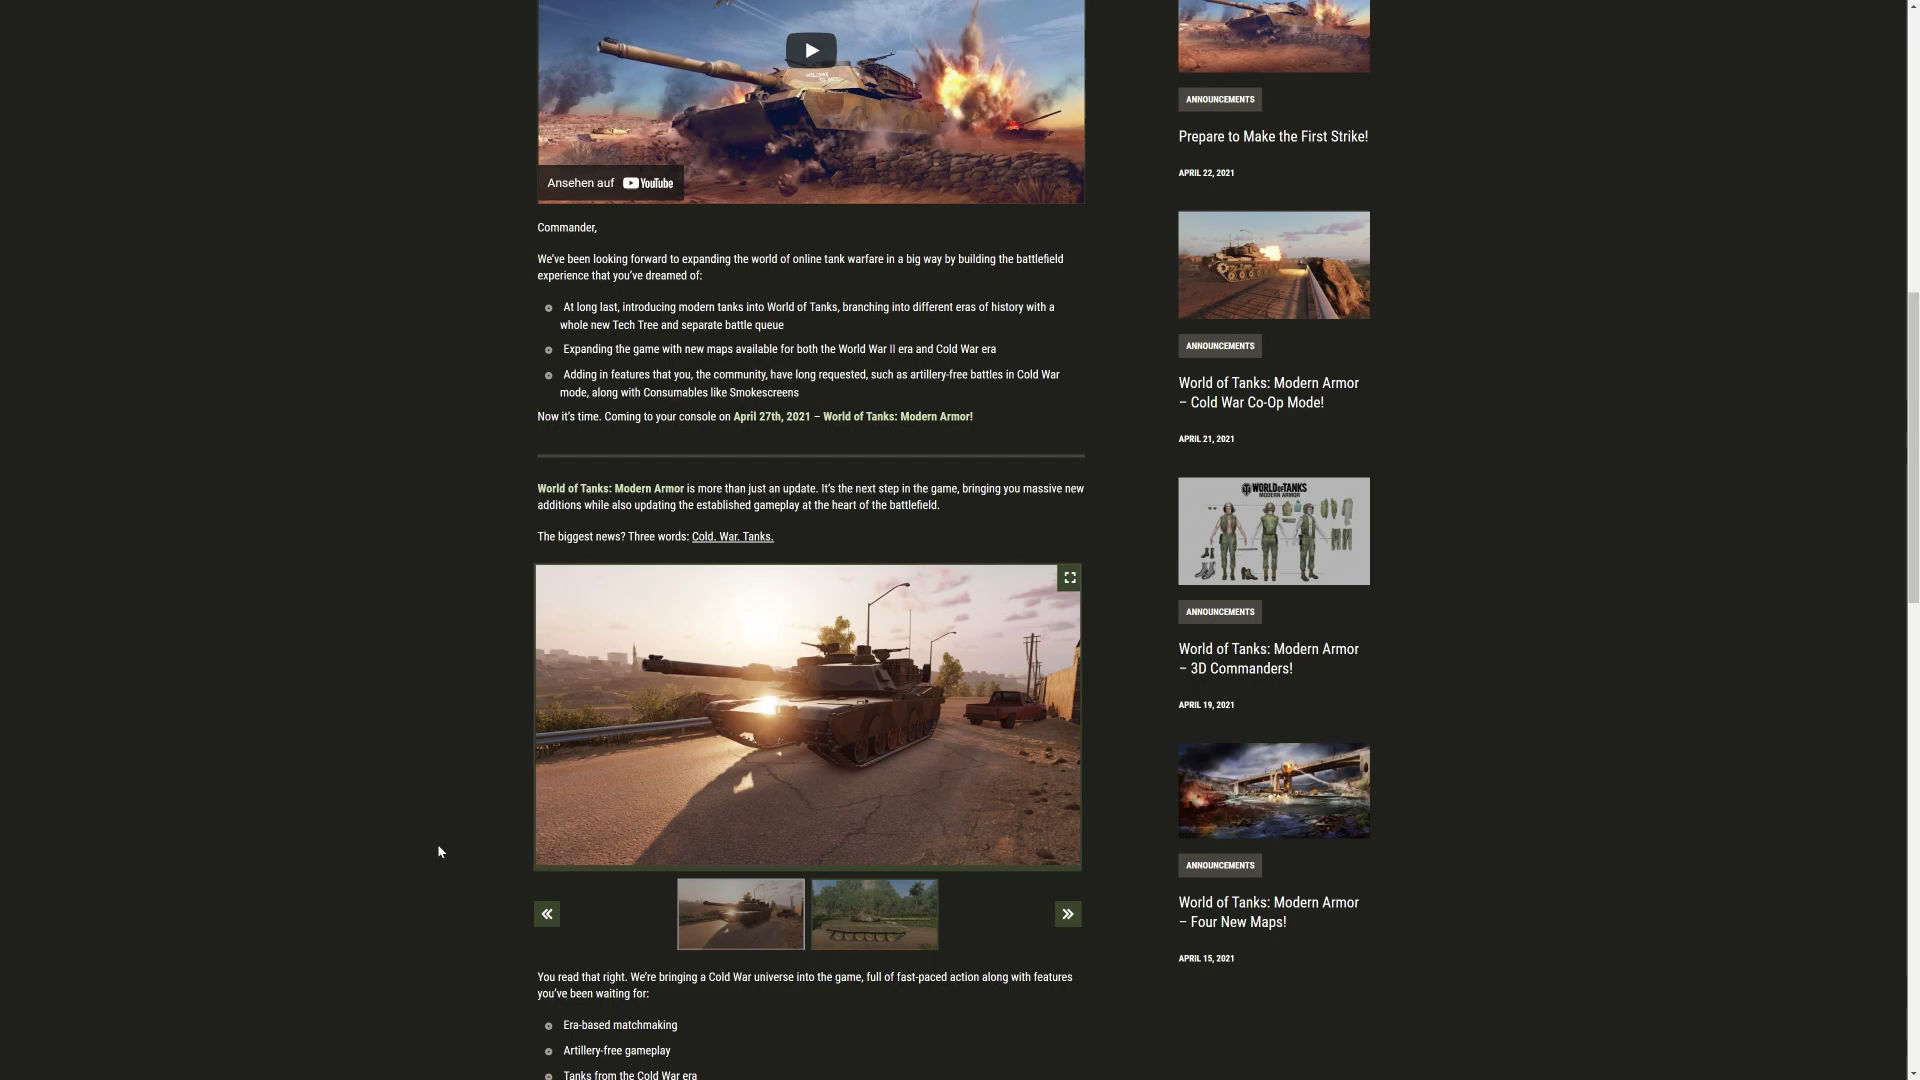 Ansehen auf YouTube
Commander,
We've been looking forward to expanding the world of online tank warfare in a big way by building the battlefield
experience that you've dreamed of:
At long last, introducing modern tanks into World of Tanks, branching into different eras of history with a
whole new Tech Tree and separate battle queue
Expanding the game with new maps available for both the World War II era and Cold War era
Adding in features that you, the community, have long requested, such as artillery-free battles in Cold War
mode, along with Consumables like Smokescreens
Now it's time. Coming to your console on April 27th, 2021 – World of Tanks: Modern Armor!
World of Tanks: Modern Armor is more than just an update. It's the next step in the game, bringing you massive new
additions while also updating the established gameplay at the heart of the battlefield.
The biggest news? Three words: Cold. War. Tanks.
You read that right. We're bringing a Cold War universe into the game, full of fast-paced action along with features
you've been waiting for:
Era-based matchmaking
Artillery-free gameplay
Tanks from the Cold War era
ANNOUNCEMENTS
Prepare to Make the First Strike!
APRIL 22, 2021
ANNOUNCEMENTS
World of Tanks: Modern Armor
– Cold War Co-Op Mode!
APRIL 21, 2021
WORLD OF TANKS
MODERN ARMOR
ANNOUNCEMENTS
World of Tanks: Modern Armor
– 3D Commanders!
APRIL 19, 2021
ANNOUNCEMENTS
World of Tanks: Modern Armor
– Four New Maps!
APRIL 15, 2021